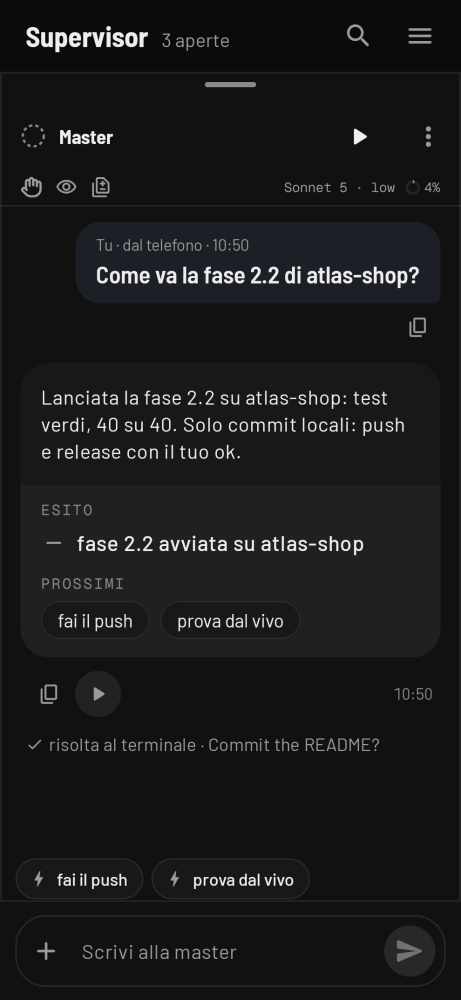 Supervisor 3 aperte
Master
Sonnet 5 · low 4%
Tu · dal telefono · 10:50
Come va la fase 2.2 di atlas-shop?
Lanciata la fase 2.2 su atlas-shop: test
verdi, 40 su 40. Solo commit locali: push
e release con il tuo ok.
ESITO
— fase 2.2 avviata su atlas-shop
PROSSIMI
fai il push prova dal vivo
10:50
✓ risolta al terminale · Commit the README?
fai il push prova dal vivo
Scrivi alla master